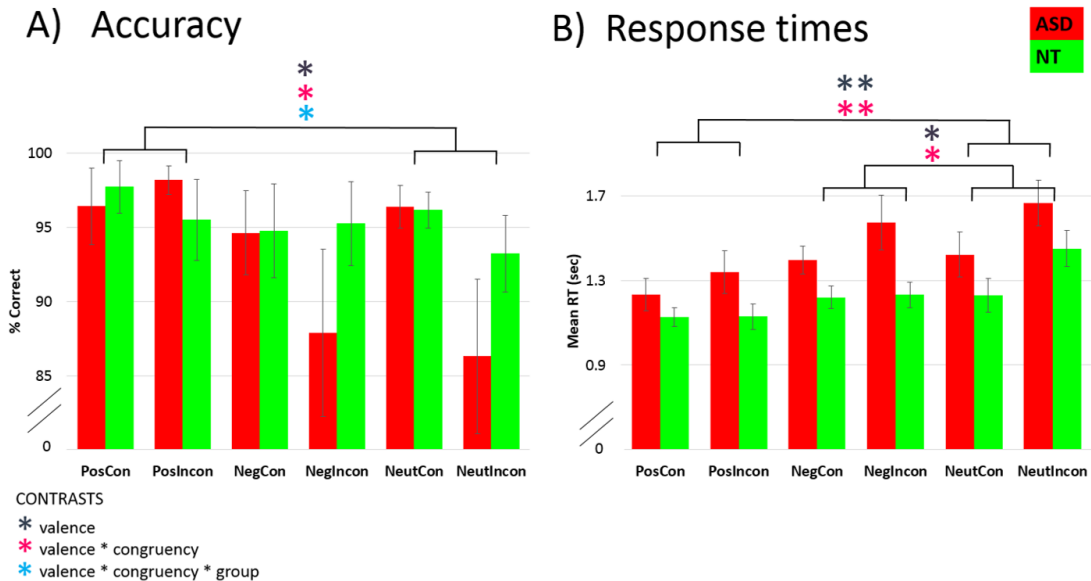 A) Accuracy
B) Response times
ASD
NT
*
*
*
**
**
*
*
100
95
90
85
0
% Correct
PosCon PosIncon NegCon NegIncon NeutCon NeutIncon
1.7
1.3
0.9
0
Mean RT (sec)
PosCon PosIncon NegCon NegIncon NeutCon NeutIncon
CONTRASTS
* valence
* valence * congruency
* valence * congruency * group